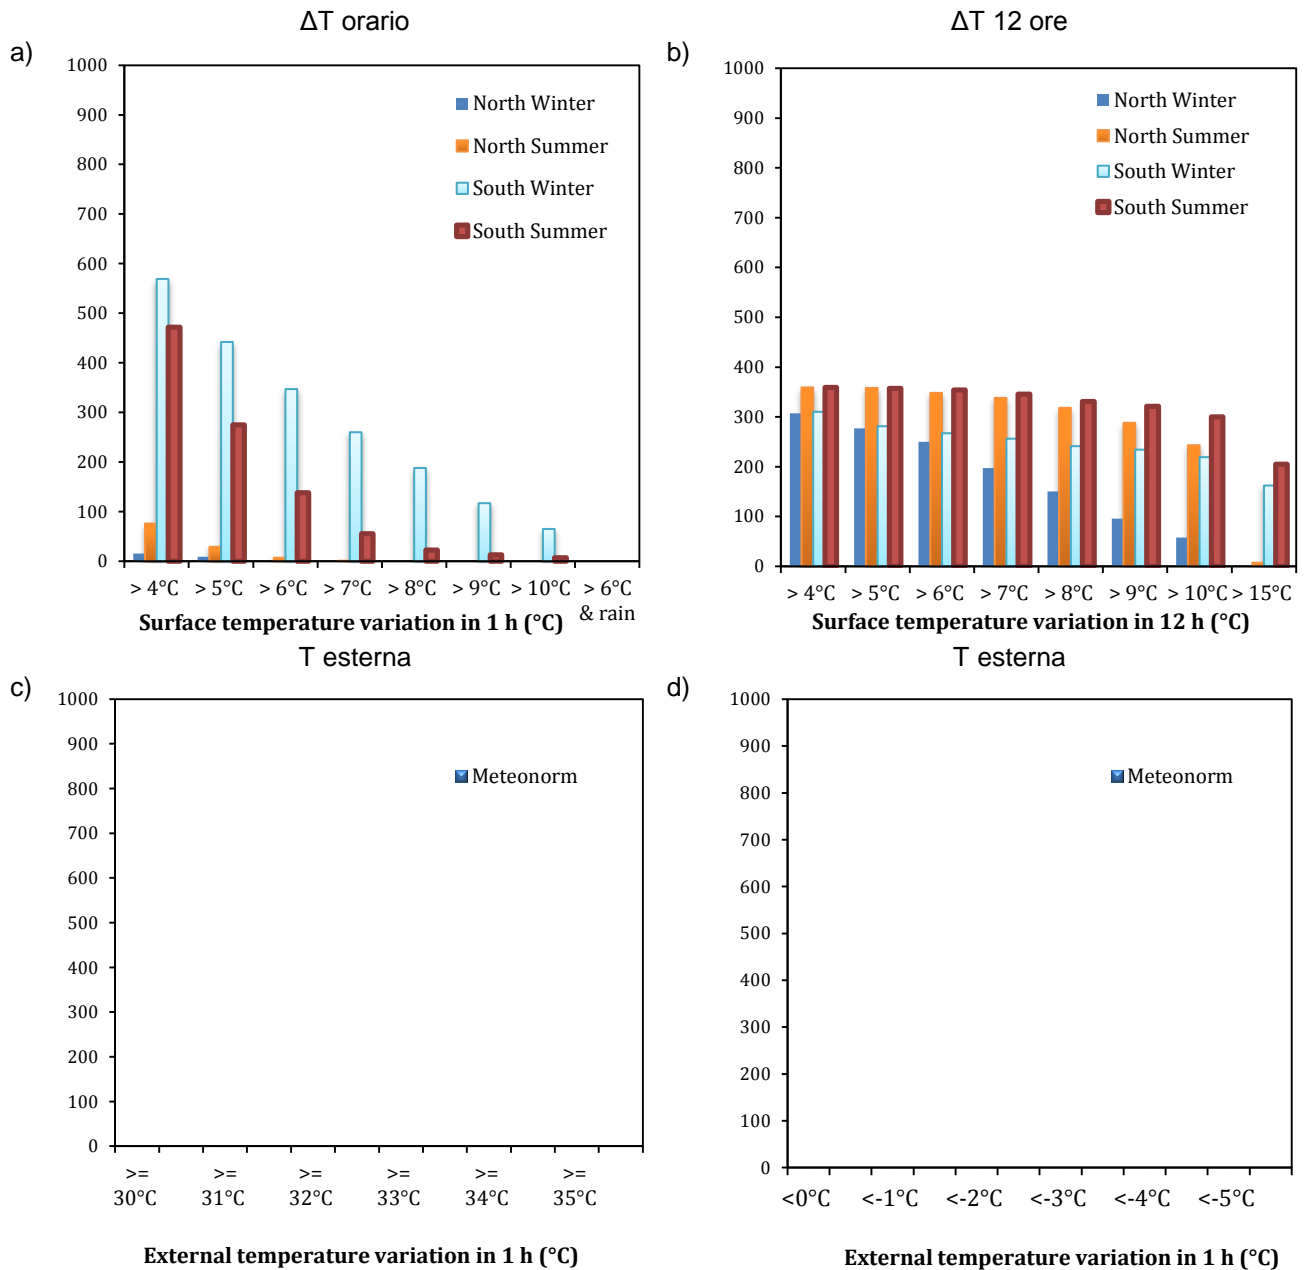 ΔT orario
a)
1000
900
800
700
600
500
400
300
200
100
0
North Winter
North Summer
South Winter
South Summer
> 4°C > 5°C > 6°C > 7°C > 8°C > 9°C > 10°C > 6°C
& rain
Surface temperature variation in 1 h (°C)
ΔT 12 ore
b)
1000
900
800
700
600
500
400
300
200
100
0
North Winter
North Summer
South Winter
South Summer
> 4°C > 5°C > 6°C > 7°C > 8°C > 9°C > 10°C > 15°C
Surface temperature variation in 12 h (°C)
T esterna
c)
1000
900
800
700
600
500
400
300
200
100
0
Meteonorm
>= >= >= >= >= >=
30°C 31°C 32°C 33°C 34°C 35°C
External temperature variation in 1 h (°C)
T esterna
d)
1000
900
800
700
600
500
400
300
200
100
0
Meteonorm
<0°C <-1°C <-2°C <-3°C <-4°C <-5°C
External temperature variation in 1 h (°C)